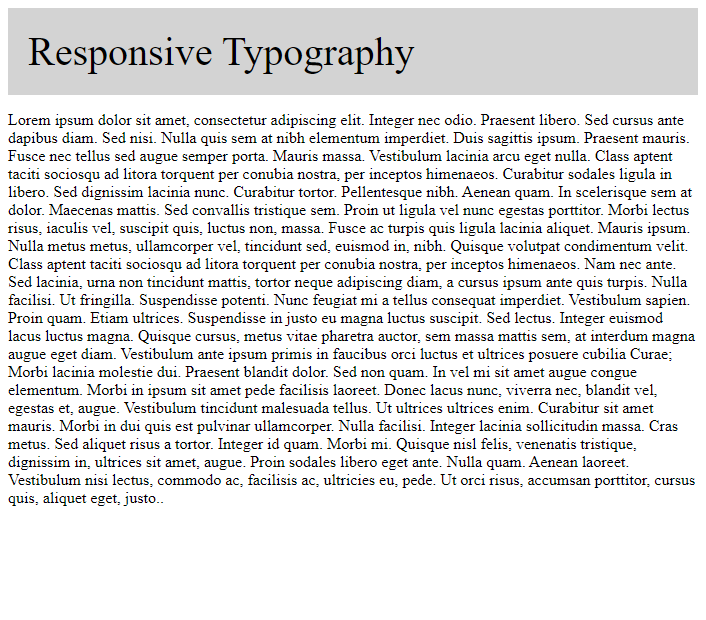 Responsive Typography
Lorem ipsum dolor sit amet, consectetur adipiscing elit. Integer nec odio. Praesent libero. Sed cursus ante
dapibus diam. Sed nisi. Nulla quis sem at nibh elementum imperdiet. Duis sagittis ipsum. Praesent mauris.
Fusce nec tellus sed augue semper porta. Mauris massa. Vestibulum lacinia arcu eget nulla. Class aptent
taciti sociosqu ad litora torquent per conubia nostra, per inceptos himenaeos. Curabitur sodales ligula in
libero. Sed dignissim lacinia nunc. Curabitur tortor. Pellentesque nibh. Aenean quam. In scelerisque sem at
dolor. Maecenas mattis. Sed convallis tristique sem. Proin ut ligula vel nunc egestas porttitor. Morbi lectus
risus, iaculis vel, suscipit quis, luctus non, massa. Fusce ac turpis quis ligula lacinia aliquet. Mauris ipsum.
Nulla metus metus, ullamcorper vel, tincidunt sed, euismod in, nibh. Quisque volutpat condimentum velit.
Class aptent taciti sociosqu ad litora torquent per conubia nostra, per inceptos himenaeos. Nam nec ante.
Sed lacinia, urna non tincidunt mattis, tortor neque adipiscing diam, a cursus ipsum ante quis turpis. Nulla
facilisi. Ut fringilla. Suspendisse potenti. Nunc feugiat mi a tellus consequat imperdiet. Vestibulum sapien.
Proin quam. Etiam ultrices. Suspendisse in justo eu magna luctus suscipit. Sed lectus. Integer euismod
lacus luctus magna. Quisque cursus, metus vitae pharetra auctor, sem massa mattis sem, at interdum magna
augue eget diam. Vestibulum ante ipsum primis in faucibus orci luctus et ultrices posuere cubilia Curae;
Morbi lacinia molestie dui. Praesent blandit dolor. Sed non quam. In vel mi sit amet augue congue
elementum. Morbi in ipsum sit amet pede facilisis laoreet. Donec lacus nunc, viverra nec, blandit vel,
egestas et, augue. Vestibulum tincidunt malesuada tellus. Ut ultrices ultrices enim. Curabitur sit amet
mauris. Morbi in dui quis est pulvinar ullamcorper. Nulla facilisi. Integer lacinia sollicitudin massa. Cras
metus. Sed aliquet risus a tortor. Integer id quam. Morbi mi. Quisque nisl felis, venenatis tristique,
dignissim in, ultrices sit amet, augue. Proin sodales libero eget ante. Nulla quam. Aenean laoreet.
Vestibulum nisi lectus, commodo ac, facilisis ac, ultricies eu, pede. Ut orci risus, accumsan porttitor, cursus
quis, aliquet eget, justo..